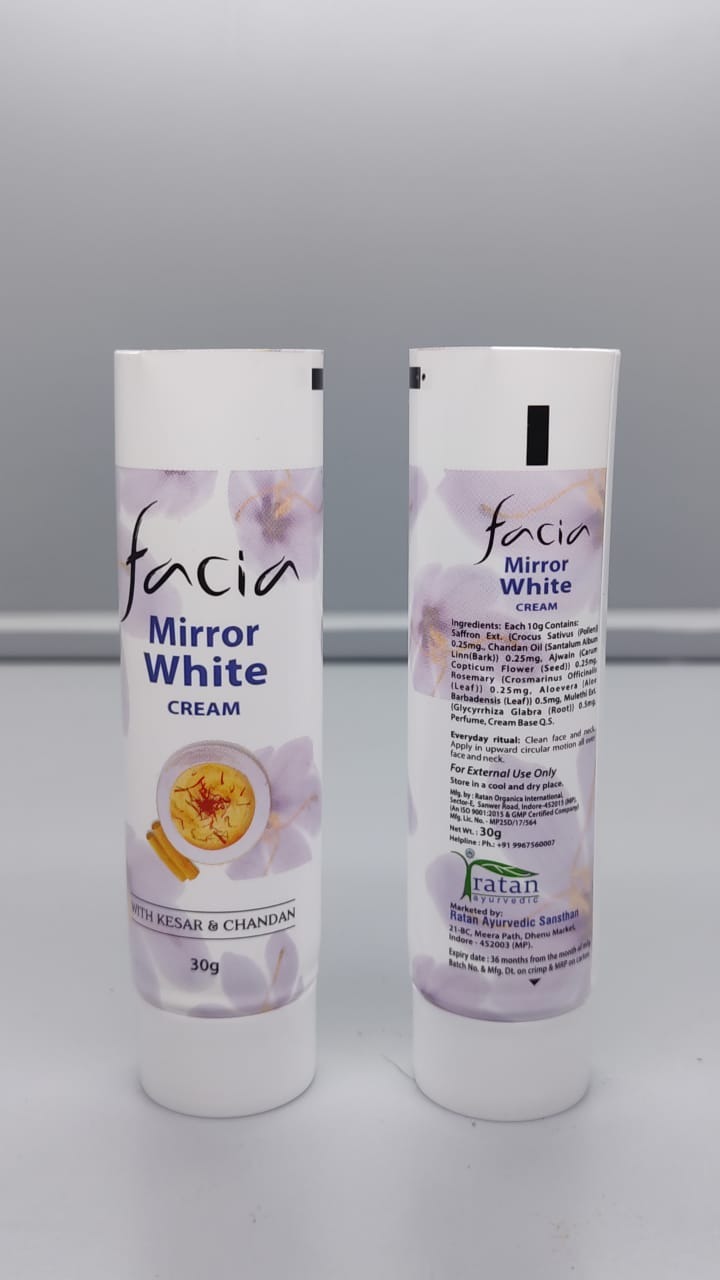 facia
Mirror
White
CREAM
WITH KESAR & CHANDAN
30g
facia
Mirror
White
CREAM
Ingredients: Each 10g Contains:
Saffron Ext. (Crocus Sativus (Pollen)
0.25mg., Chandan Oil (Santalum Album
Linn(Bark)) 0.25mg, Ajwain (Carum
Copticum Flower (Seed)) 0.25mg,
Rosemary (Crosmarinus Officinalis
(Leaf)) 0.25mg, Aloevera (Aloe
Barbadensis (Leaf)) 0.5mg, Mulethi Ext.
(Glycyrrhiza Glabra (Root)) 0.5mg,
Perfume, Cream Base Q.S.
Everyday ritual: Clean face and neck.
Apply in upward circular motion all over
face and neck.
For External Use Only
Store in a cool and dry place.
Mfg. by: Ratan Organica International,
Sector-E, Sanwer Road, Indore-452015 (MP).
(An ISO 9001:2015 & GMP Certified Company)
Mfg. Lic. No. - MP25D/17/564
Net Wt.: 30g
Helpline : Ph.: +91 9967560007
ratan
ayurvedic
Marketed by:
Ratan Ayurvedic Sansthan
21-BC, Meera Path, Dhenu Market,
Indore - 452003 (MP).
Expiry date : 36 months from the month of mfg.
Batch No. & Mfg. Dt. on crimp & MRP on carton